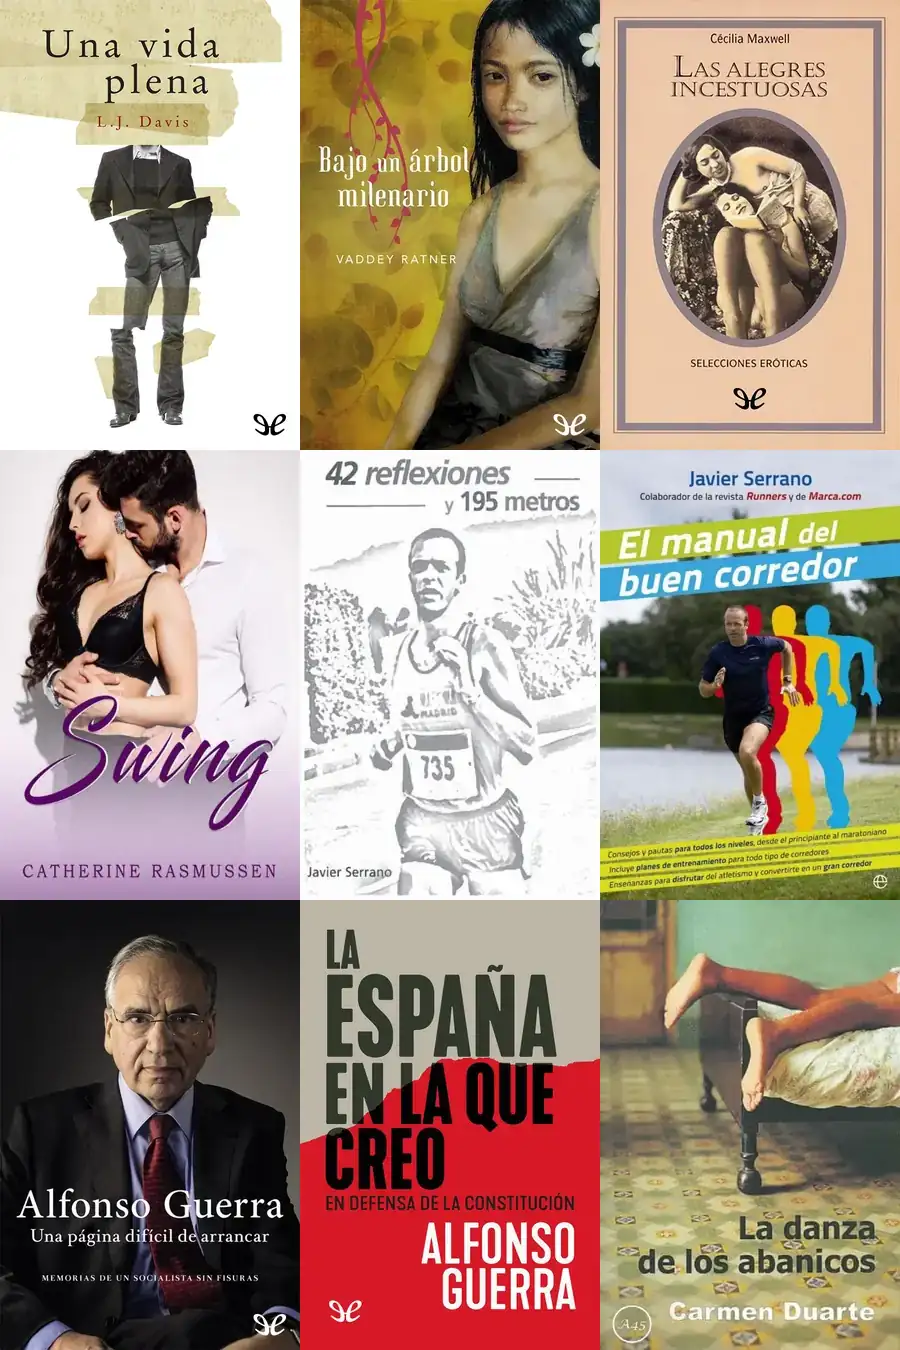 Una vida
plena
L.J. Davis
Bajo un árbol
milenario
VADDEY RATNER
Cécilia Maxwell
LAS ALEGRES
INCESTUOSAS
SELECCIONES ERÓTICAS
Swing
CATHERINE RASMUSSEN
42 reflexiones
y 195 metros
MADRID
735
Javier Serrano
Javier Serrano
Colaborador de la revista Runners y de Marca.com
El manual del
buen corredor
Consejos y pautas para todos los niveles, desde el principiante al maratoniano
Incluye planes de entrenamiento para todo tipo de corredores
Enseñanzas para disfrutar del atletismo y convertirte en un gran corredor
Alfonso Guerra
Una página difícil de arrancar
MEMORIAS DE UN SOCIALISTA SIN FISURAS
LA
ESPAÑA
EN LA QUE
CREO
EN DEFENSA DE LA CONSTITUCIÓN
ALFONSO
GUERRA
La danza
de los abanicos
A45
Carmen Duarte